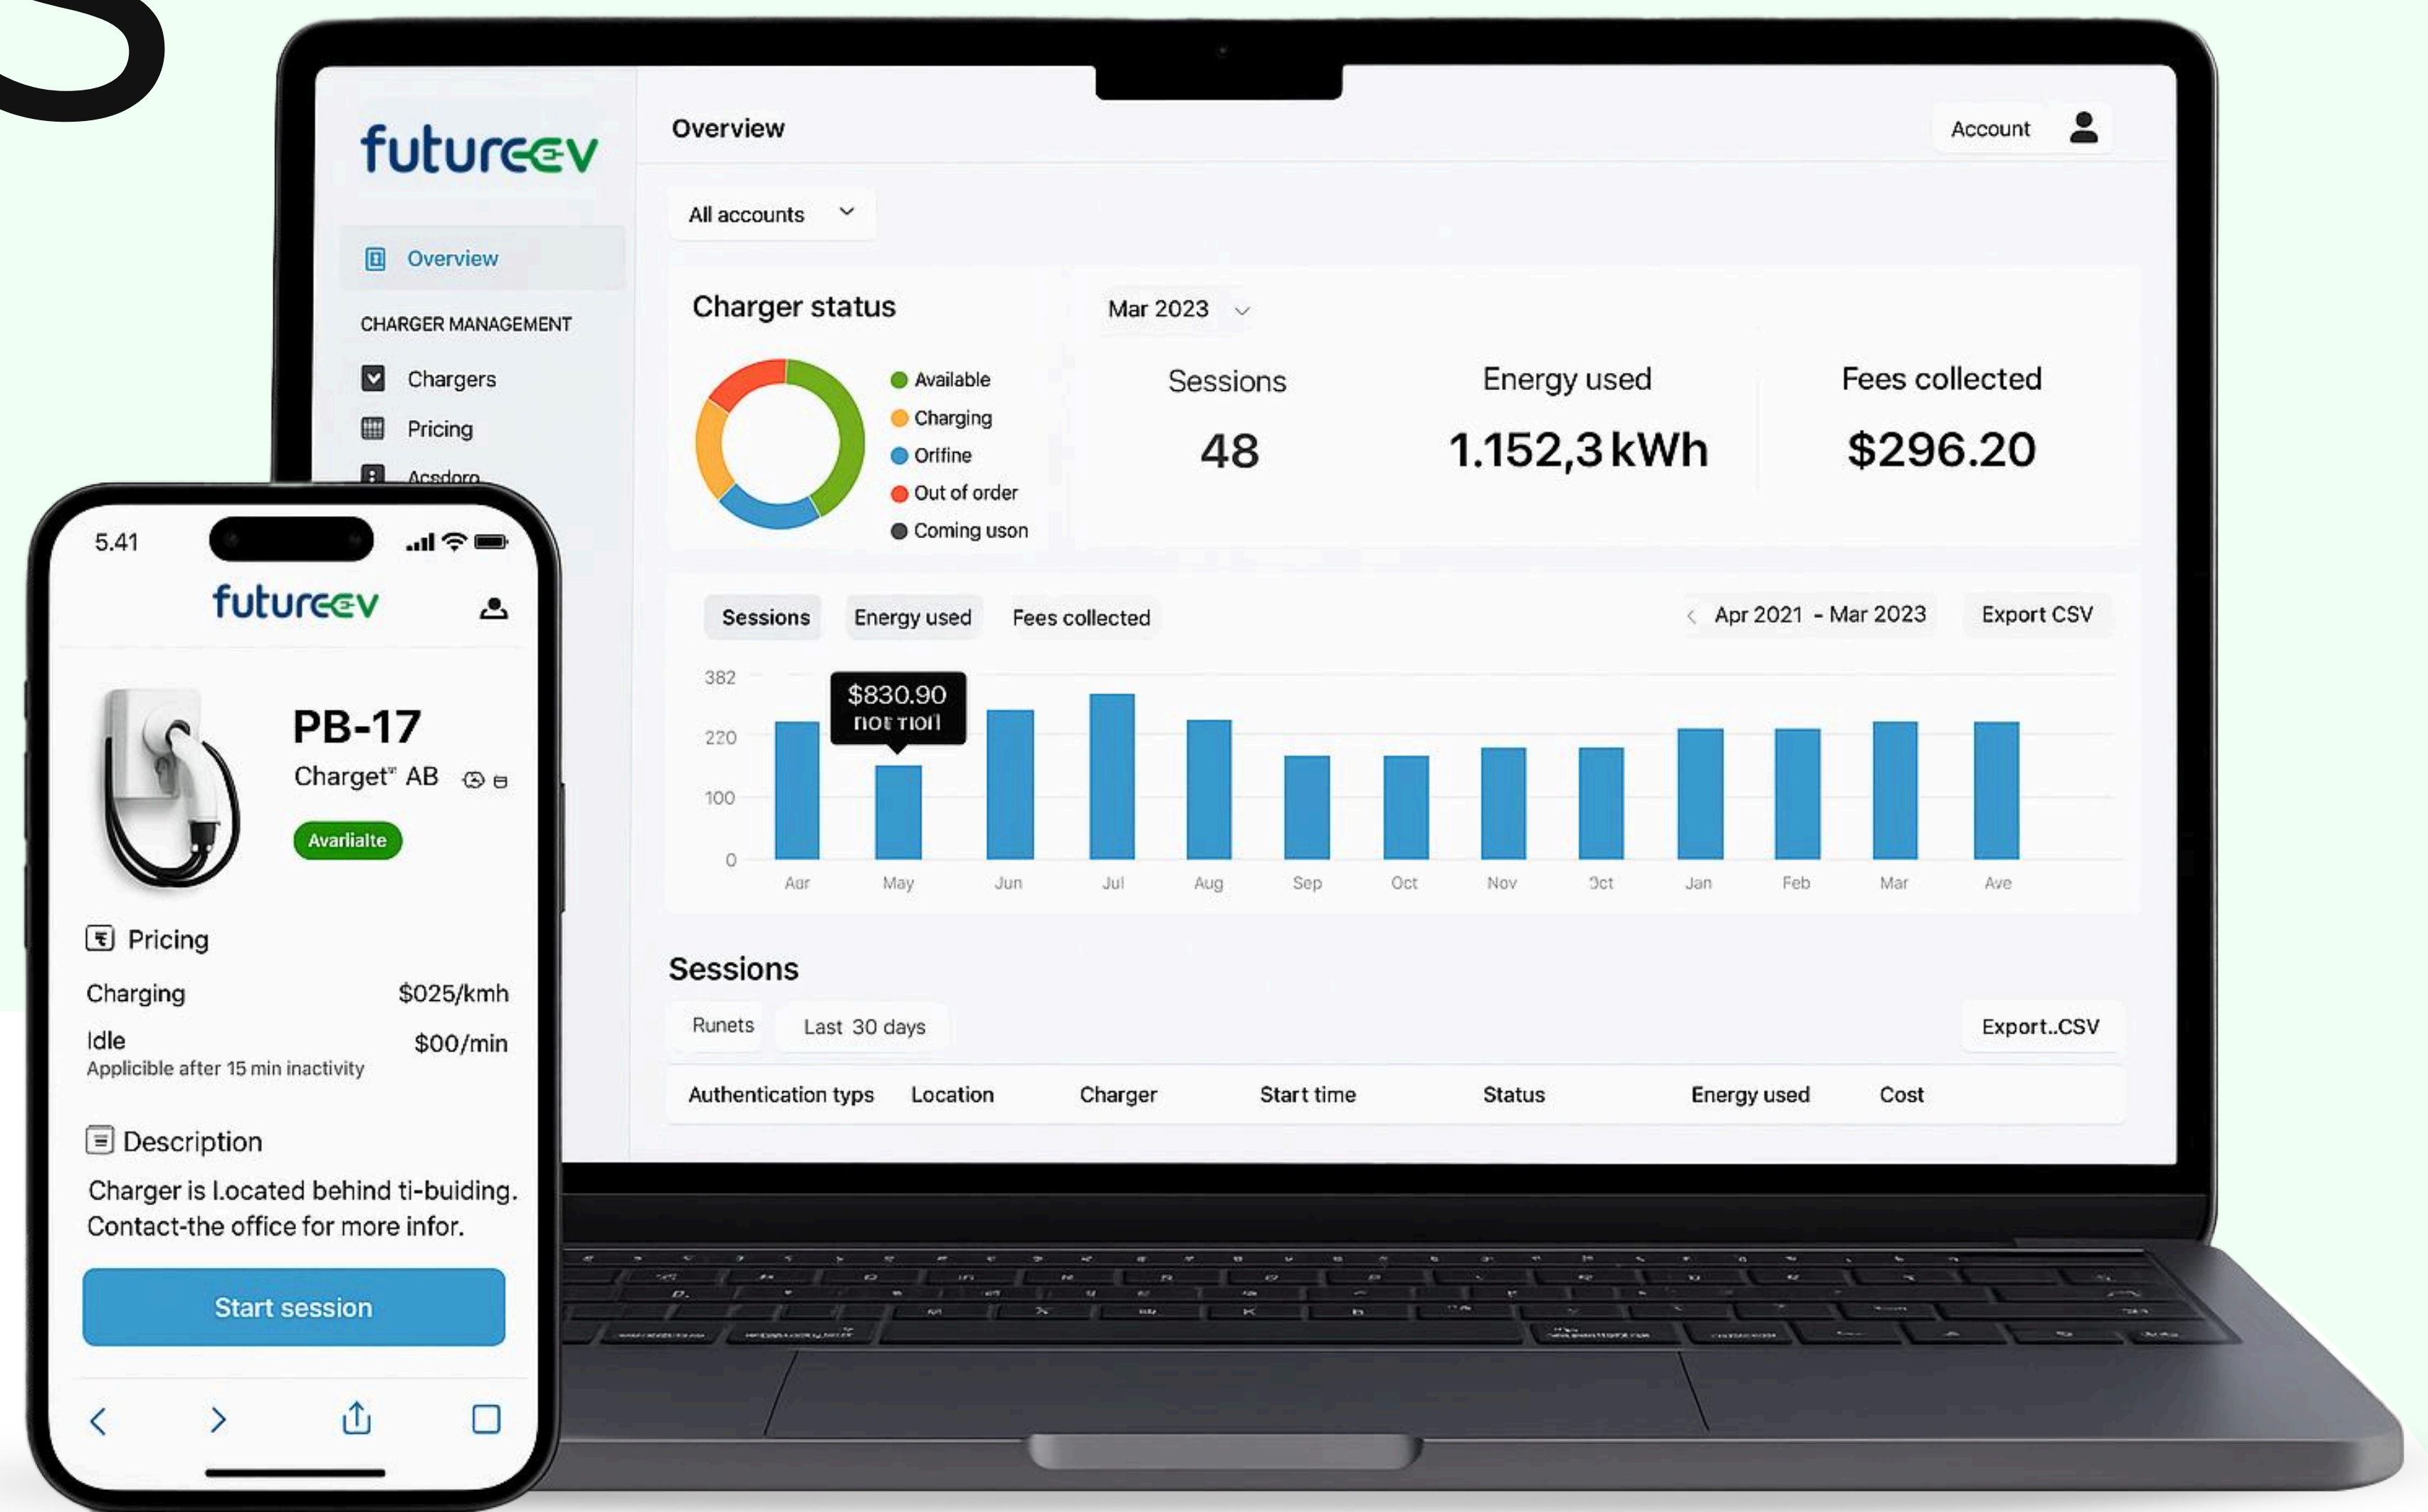 S
futureev
Overview
Account
All accounts
Overview
CHARGER MANAGEMENT
Chargers
Pricing
Acsdoro
Charger status
Available
Charging
Orlfine
Out of order
Coming uson
Mar 2023
Sessions
48
Energy used
1.152,3 kWh
Fees collected
$296.20
Sessions Energy used Fees collected
< Apr 2021 - Mar 2023 Export CSV
$830.90
382
220
100
0
Aar May Jun Jul Aug Sep Oct Nov Jan Feb Mar Ave
Sessions
Runets Last 30 days Export..CSV
Authentication typs Location Charger Start time Status Energy used Cost
5.41
futureev
PB-17
Charget™ AB
Avarlialte
Pricing
Charging $025/kmh
Idle $00/min
Applicible after 15 min inactivity
Description
Charger is l.ocated behind ti-buiding.
Contact-the office for more infor.
Start session